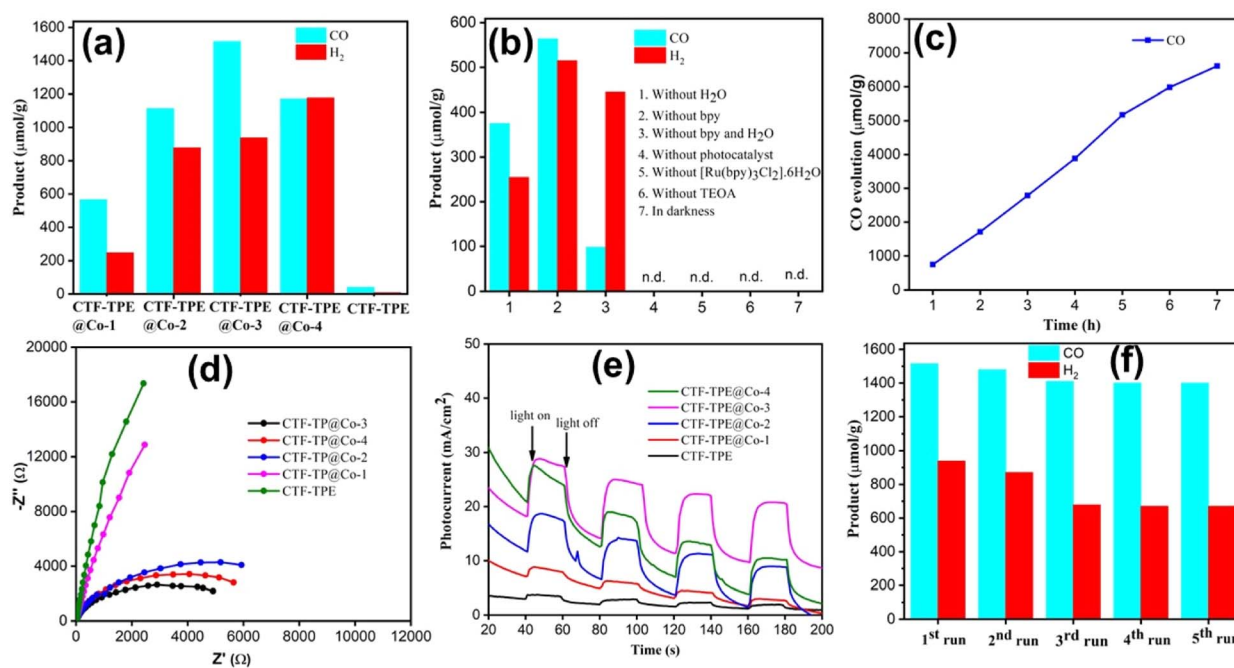 (a)
CO
H₂
Product (μmol/g)
1600
1400
1200
1000
800
600
400
200
0
CTF-TPE CTF-TPE CTF-TPE CTF-TPE CTF-TPE
@Co-1 @Co-2 @Co-3 @Co-4
(b)
CO
H₂
Product (μmol/g)
600
500
400
300
200
100
0
1. Without H₂O
2. Without bpy
3. Without bpy and H₂O
4. Without photocatalyst
5. Without [Ru(bpy)₃Cl₂].6H₂O
6. Without TEOA
7. In darkness
n.d. n.d. n.d. n.d.
1 2 3 4 5 6 7
(c)
CO
CO evolution (μmol/g)
8000
7000
6000
5000
4000
3000
2000
1000
0
1 2 3 4 5 6 7
Time (h)
(d)
-Z'' (Ω)
20000
16000
12000
8000
4000
0
CTF-TP@Co-3
CTF-TP@Co-4
CTF-TP@Co-2
CTF-TP@Co-1
CTF-TPE
0 2000 4000 6000 8000 10000 12000
Z' (Ω)
(e)
Photocurrent (mA/cm²)
50
40
30
20
10
0
light on
light off
CTF-TPE@Co-4
CTF-TPE@Co-3
CTF-TPE@Co-2
CTF-TPE@Co-1
CTF-TPE
20 40 60 80 100 120 140 160 180 200
Time (s)
(f)
CO
H₂
Product (μmol/g)
1600
1400
1200
1000
800
600
400
200
0
1st run 2nd run 3rd run 4th run 5th run